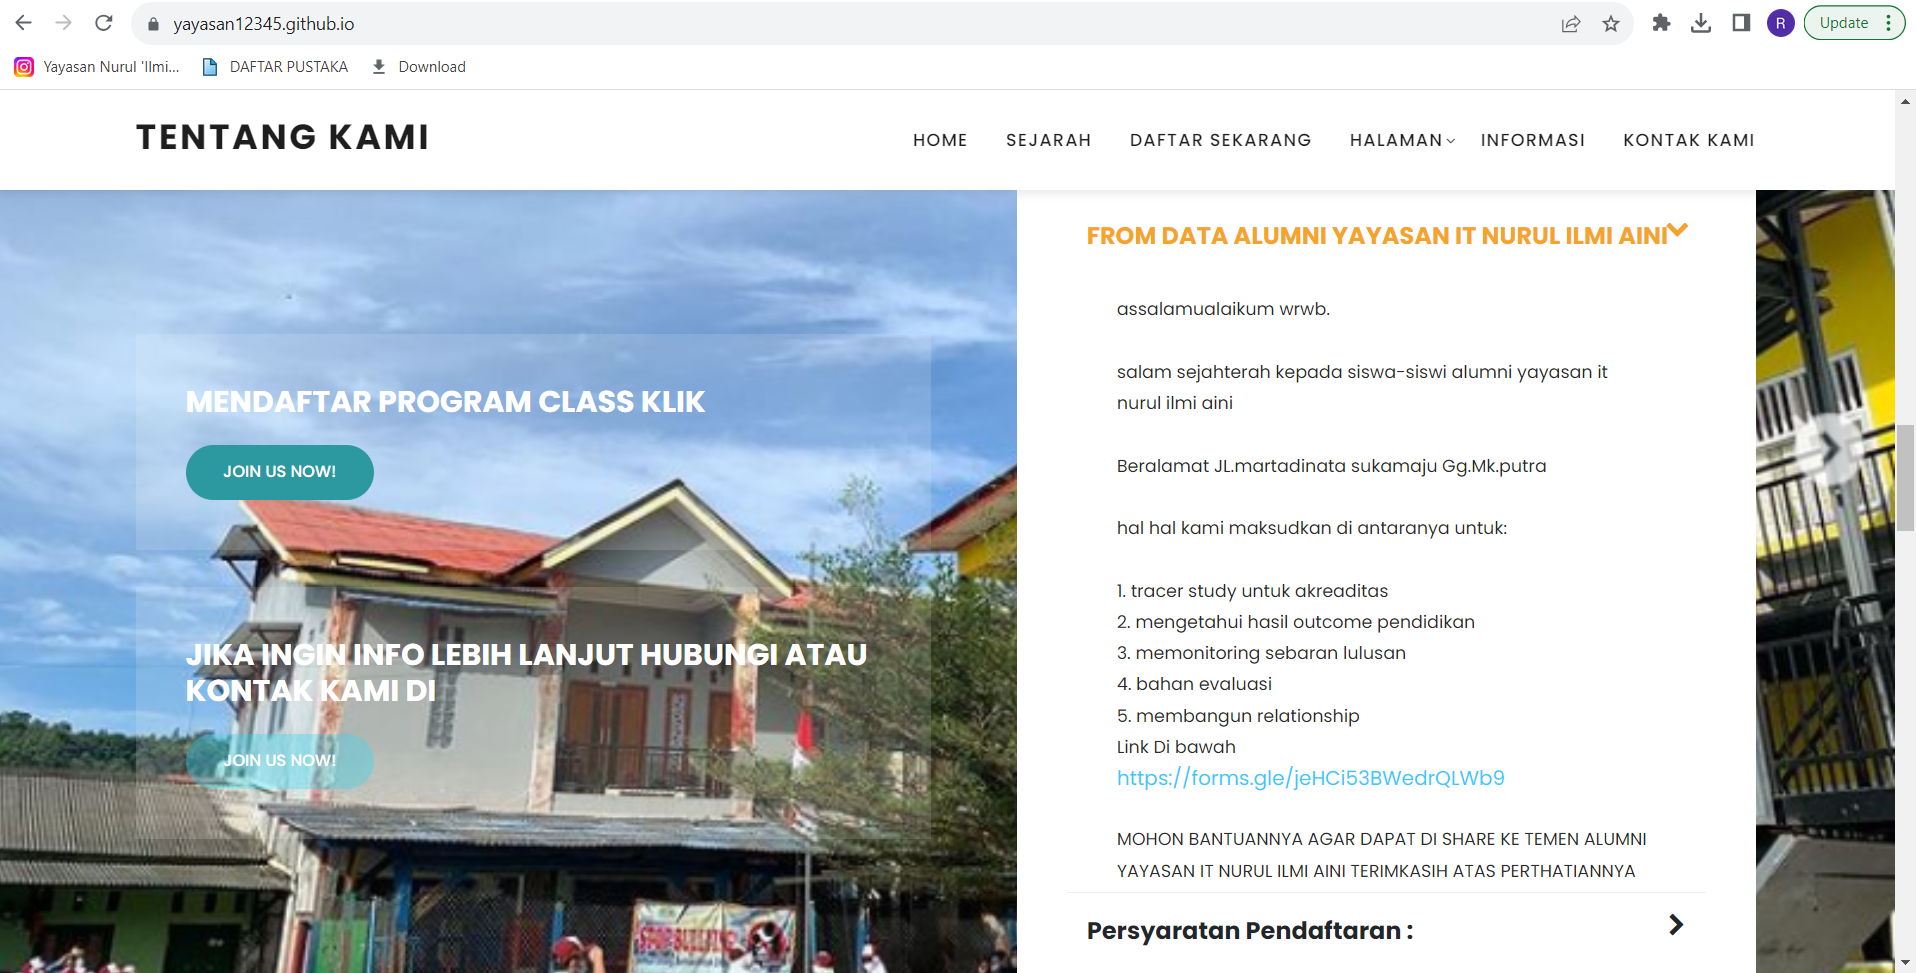 yayasan12345.github.io
R
Update
Yayasan Nurul 'Ilmi...
DAFTAR PUSTAKA
Download
TENTANG KAMI
HOME
SEJARAH
DAFTAR SEKARANG
HALAMAN
INFORMASI
KONTAK KAMI
MENDAFTAR PROGRAM CLASS KLIK
JOIN US NOW!
JIKA INGIN INFO LEBIH LANJUT HUBUNGI ATAU
KONTAK KAMI DI
JOIN US NOW!
STOP BULLYING
FROM DATA ALUMNI YAYASAN IT NURUL ILMI AINI
assalamualaikum wrwb.
salam sejahterah kepada siswa-siswi alumni yayasan it
nurul ilmi aini
Beralamat JL.martadinata sukamaju Gg.Mk.putra
hal hal kami maksudkan di antaranya untuk:
1. tracer study untuk akreaditas
2. mengetahui hasil outcome pendidikan
3. memonitoring sebaran lulusan
4. bahan evaluasi
5. membangun relationship
Link Di bawah
https://forms.gle/jeHCi53BWedrQLWb9
MOHON BANTUANNYA AGAR DAPAT DI SHARE KE TEMEN ALUMNI
YAYASAN IT NURUL ILMI AINI TERIMKASIH ATAS PERTHATIANNYA
Persyaratan Pendaftaran :